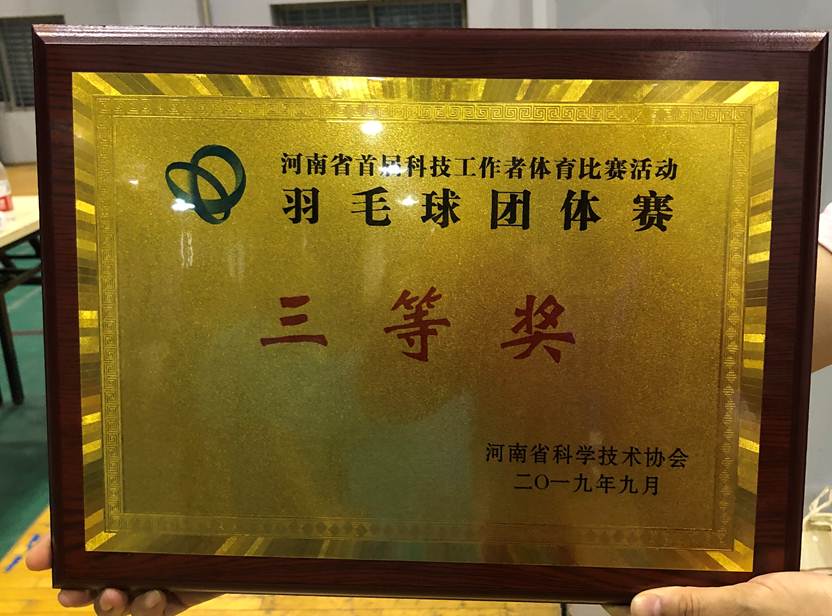 河南省首届科技工作者体育比赛活动
羽毛球团体赛
三等奖
河南省科学技术协会
二〇一九年九月